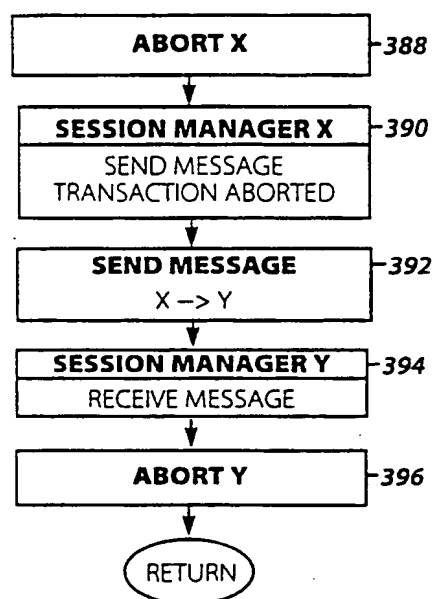 ABORT X 388
SESSION MANAGER X 390
SEND MESSAGE
TRANSACTION ABORTED
SEND MESSAGE 392
X -> Y
SESSION MANAGER Y 394
RECEIVE MESSAGE
ABORT Y 396
RETURN